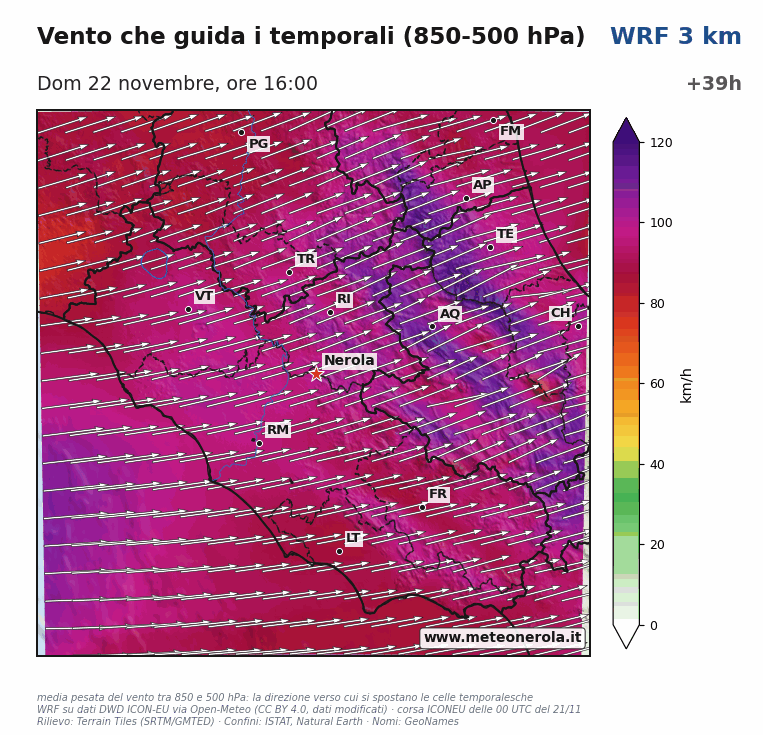 Vento che guida i temporali (850-500 hPa) WRF 3 km
Dom 22 novembre, ore 16:00 +39h
FM
PG
AP
TE
TR
VT
RI
AQ
CH
Nerola
RM
FR
LT
www.meteonerola.it
120
100
80
60
40
20
0
km/h
media pesata del vento tra 850 e 500 hPa: la direzione verso cui si spostano le celle temporalesche
WRF su dati DWD ICON-EU via Open-Meteo (CC BY 4.0, dati modificati) · corsa ICONEU delle 00 UTC del 21/11
Rilievo: Terrain Tiles (SRTM/GMTED) · Confini: ISTAT, Natural Earth · Nomi: GeoNames